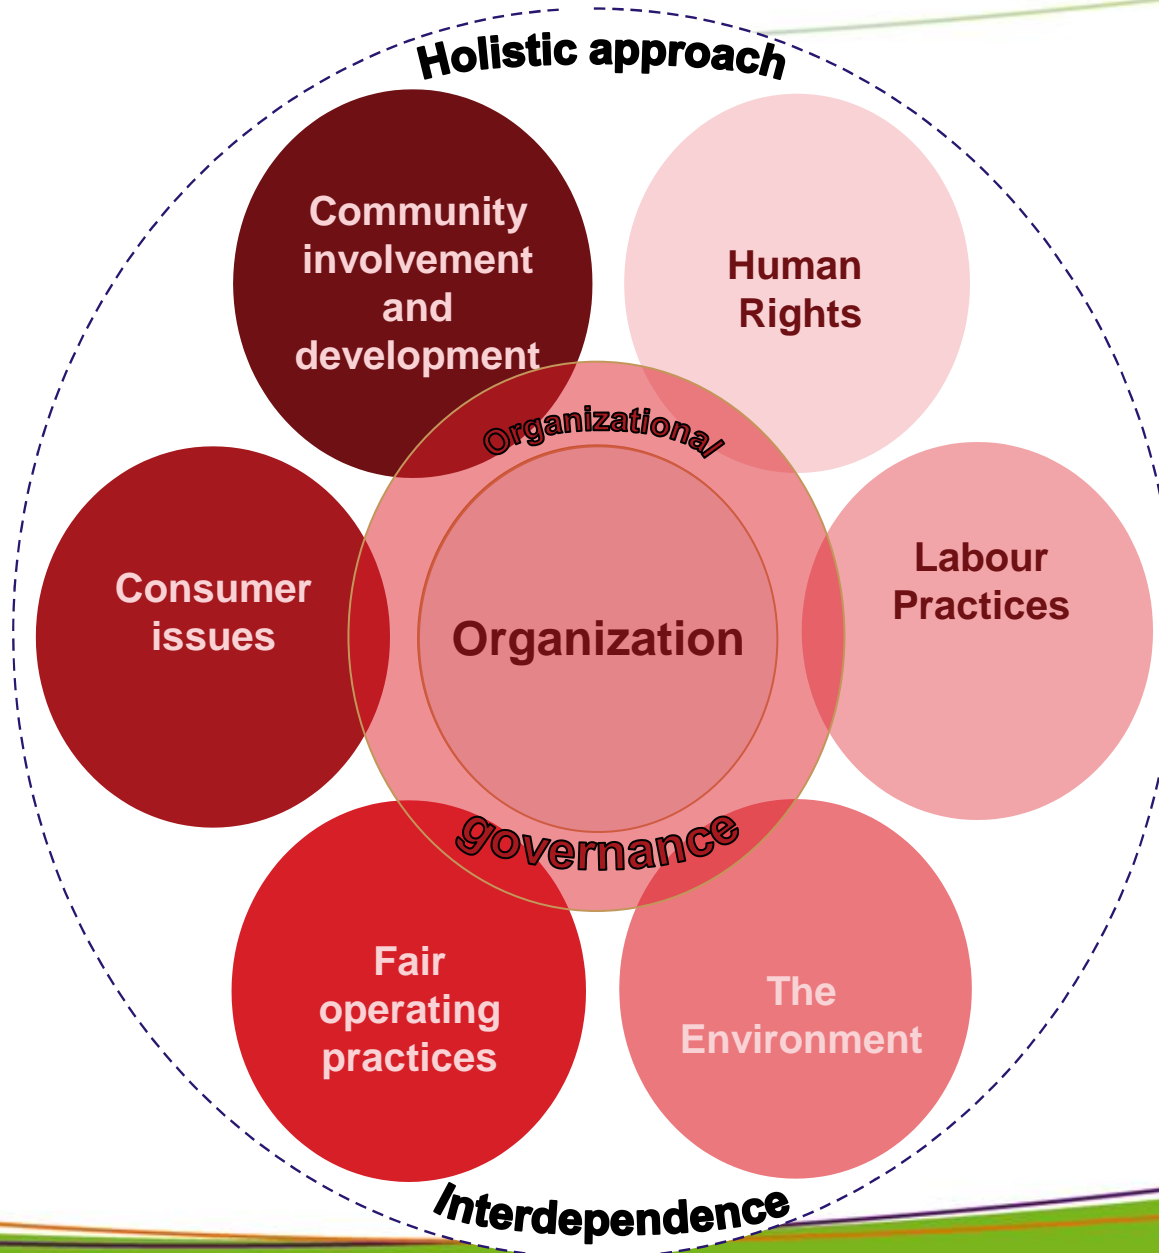 Holistic approach
Community
involvement
and
development
Human
Rights
Organizational
Labour
Practices
Consumer
issues
Organization
governance
Fair
operating
practices
The
Environment
Interdependence